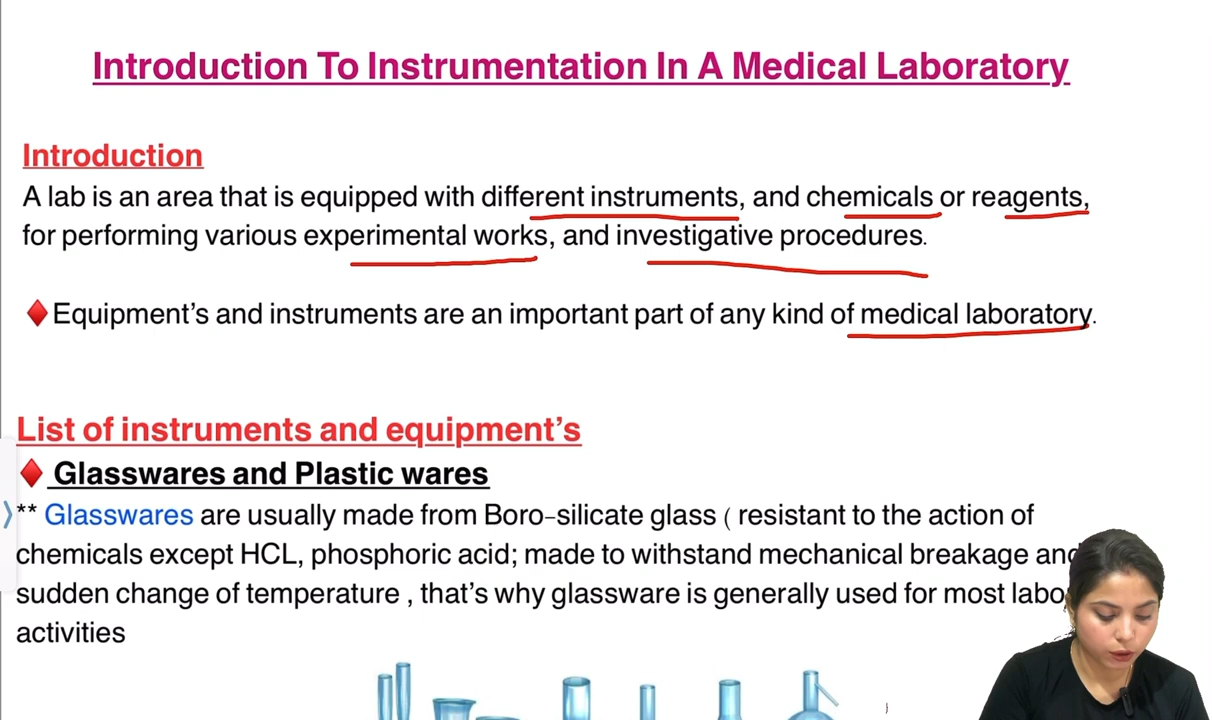 Introduction To Instrumentation In A Medical Laboratory
Introduction
A lab is an area that is equipped with different instruments, and chemicals or reagents,
for performing various experimental works, and investigative procedures.
♦Equipment's and instruments are an important part of any kind of medical laboratory.
List of instruments and equipment's
♦ Glasswares and Plastic wares
** Glasswares are usually made from Boro-silicate glass ( resistant to the action of
chemicals except HCL, phosphoric acid; made to withstand mechanical breakage and
sudden change of temperature , that's why glassware is generally used for most
activities